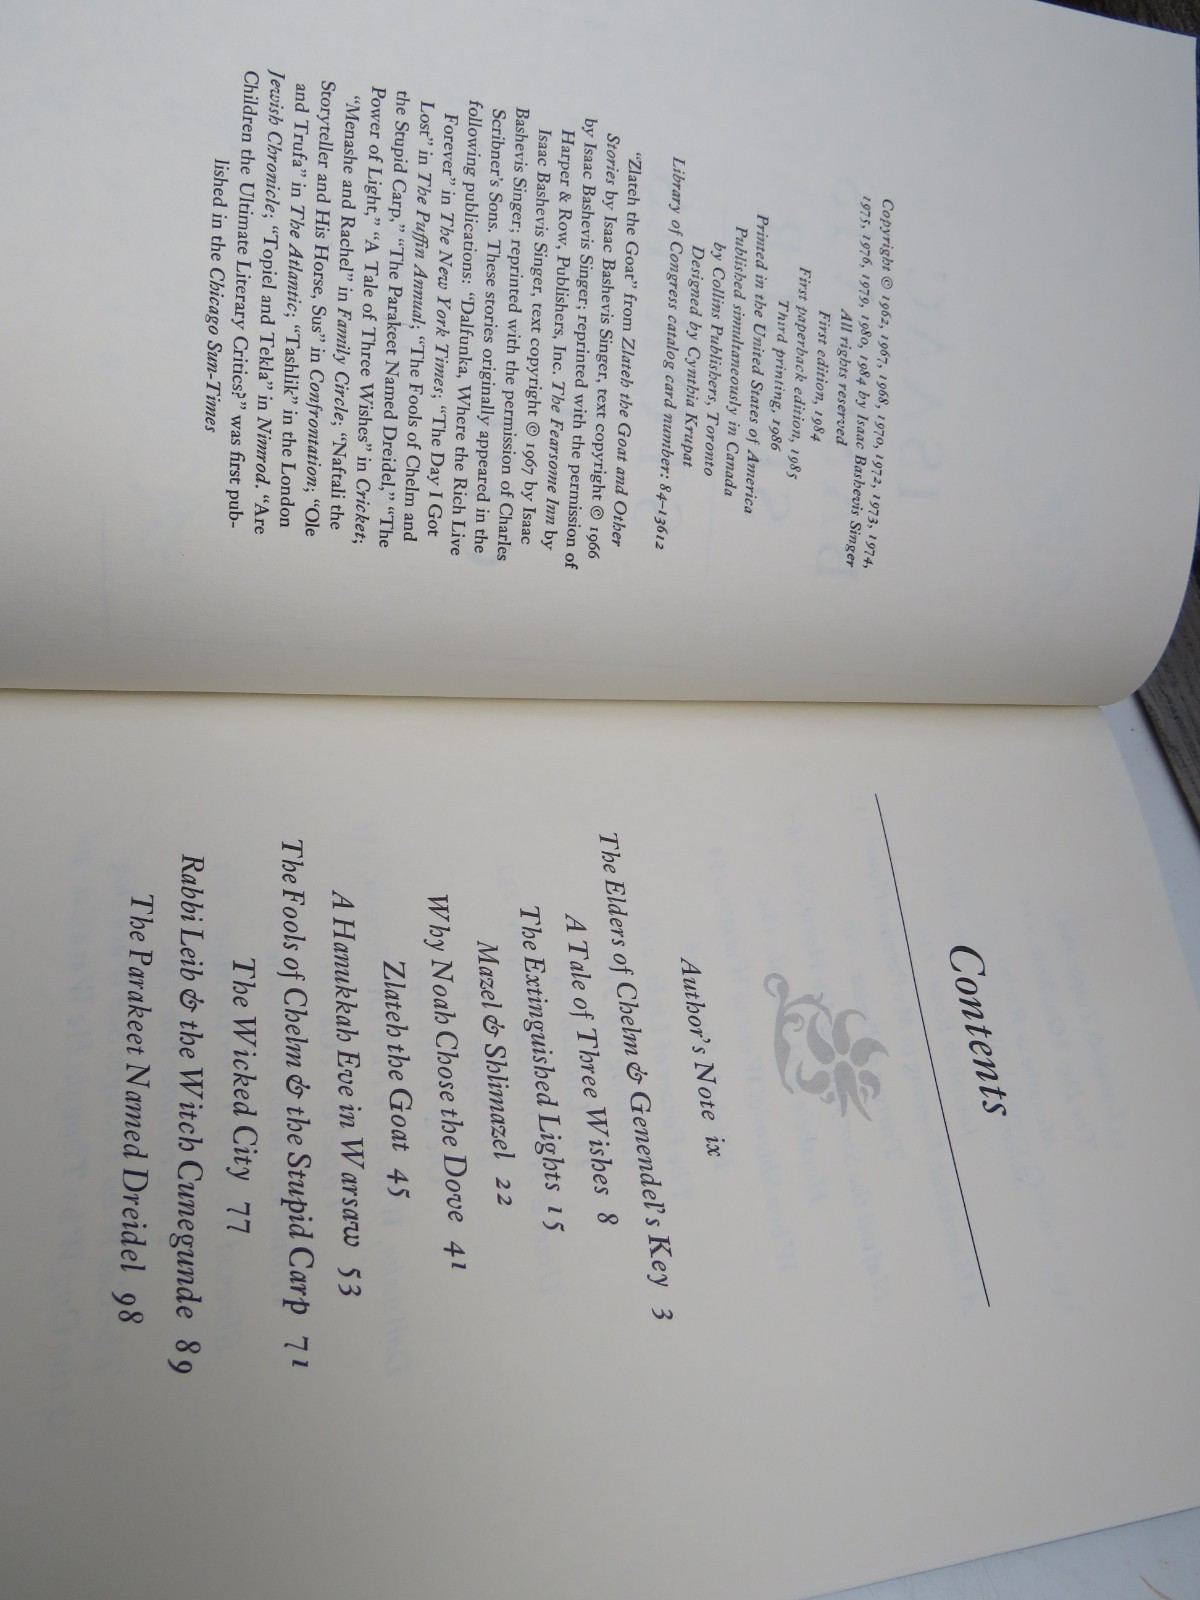 Copyright © 1962, 1967, 1968, 1970, 1972, 1973, 1974,
1975, 1976, 1979, 1980, 1984 by Isaac Bashevis Singer
All rights reserved
First edition, 1984
First paperback edition, 1985
Third printing, 1986
Printed in the United States of America
Published simultaneously in Canada
by Collins Publishers, Toronto
Designed by Cynthia Krupat
Library of Congress catalog card number: 84-13612
“Zlateh the Goat” from Zlateh the Goat and Other
Stories by Isaac Bashevis Singer, text copyright © 1966
by Isaac Bashevis Singer; reprinted with the permission of
Harper & Row, Publishers, Inc. The Fearsome Inn by
Isaac Bashevis Singer, text copyright © 1967 by Isaac
Bashevis Singer; reprinted with the permission of Charles
Scribner’s Sons. These stories originally appeared in the
following publications: “Dalfunka, Where the Rich Live
Forever” in The New York Times; “The Day I Got
Lost” in The Puffin Annual; “The Fools of Chelm and
the Stupid Carp,” “The Parakeet Named Dreidel,” “The
Power of Light,” “A Tale of Three Wishes” in Cricket;
“Menashe and Rachel” in Family Circle; “Naftali the
Storyteller and His Horse, Sus” in Confrontation; “Ole
and Trufa” in The Atlantic; “Tashlik” in the London
Jewish Chronicle; “Topiel and Tekla” in Nimrod. “Are
Children the Ultimate Literary Critics?” was first pub-
lished in the Chicago Sun-Times
Contents
Author’s Note ix
The Elders of Chelm & Genendel’s Key 3
A Tale of Three Wishes 8
The Extinguished Lights 15
Mazel & Shlimazel 22
Why Noah Chose the Dove 41
Zlateh the Goat 45
A Hanukkah Eve in Warsaw 53
The Fools of Chelm & the Stupid Carp 71
The Wicked City 77
Rabbi Leib & the Witch Cunegunde 89
The Parakeet Named Dreidel 98